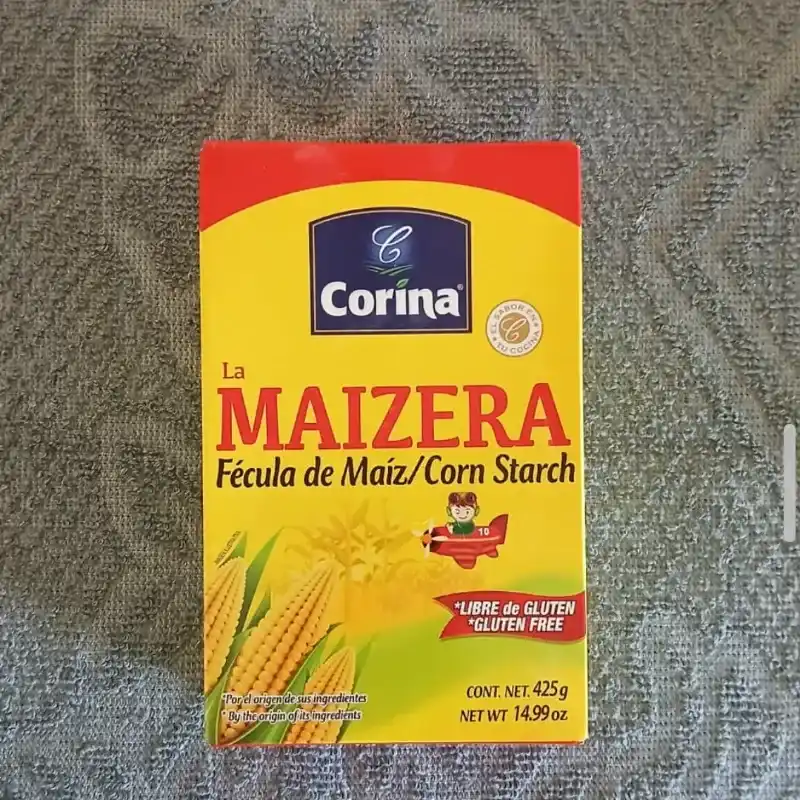 C
Corina®
EL SABOR EN
C
TU COCINA
La
MAIZERA
Fécula de Maíz/Corn Starch
10
*LIBRE de GLUTEN
*GLUTEN FREE
*Por el origen de sus ingredientes
* By the origin of its ingredients
CONT. NET. 425g
NET WT 14.99 oz